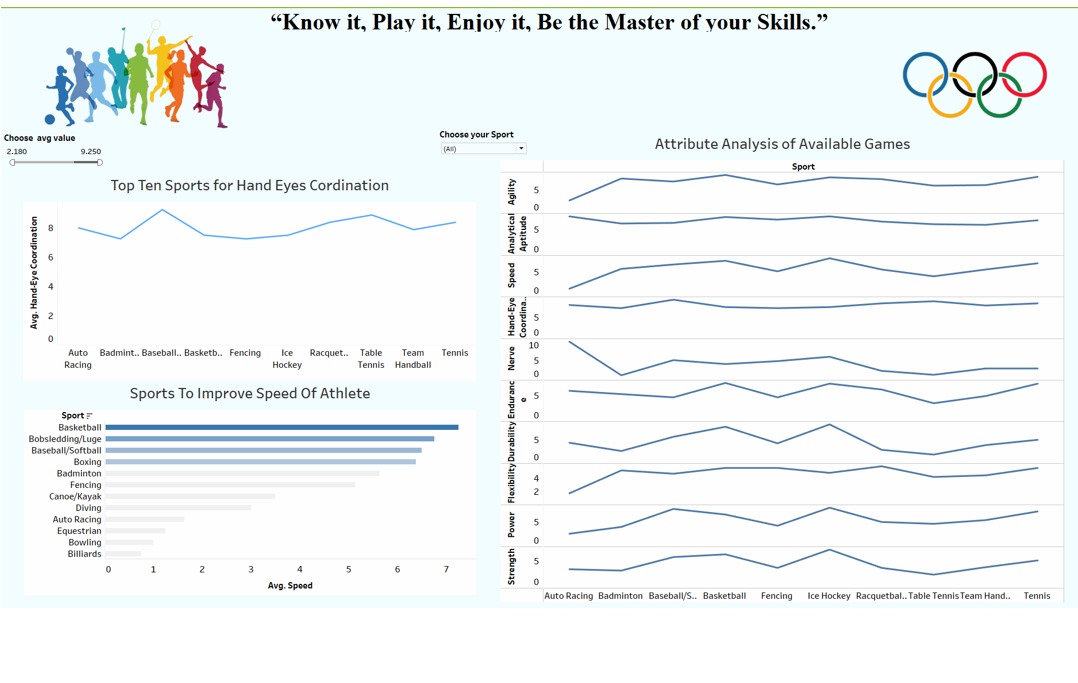 “Know it, Play it, Enjoy it, Be the Master of your Skills.”
Choose avg value
2.180 9.250
Choose your Sport
(All)
Top Ten Sports for Hand Eyes Cordination
Avg. Hand-Eye Coordination
8
6
4
2
0
Auto Racing
Badmint..
Baseball..
Basketb..
Fencing
Ice Hockey
Racquet..
Table Tennis
Team Handball
Tennis
Sports To Improve Speed Of Athlete
Sport
Basketball
Bobsledding/Luge
Baseball/Softball
Boxing
Badminton
Fencing
Canoe/Kayak
Diving
Auto Racing
Equestrian
Bowling
Billiards
0 1 2 3 4 5 6 7
Avg. Speed
Attribute Analysis of Available Games
Sport
Agility
5
0
Analytical Aptitude
5
0
Speed
5
0
Hand-Eye Coordina..
5
0
Nerve
10
5
0
Enduranc e
5
0
Durability
5
0
Flexibility
4
2
Power
5
0
Strength
5
0
Auto Racing Badminton Baseball/S.. Basketball Fencing Ice Hockey Racquetbal.. Table Tennis Team Hand.. Tennis